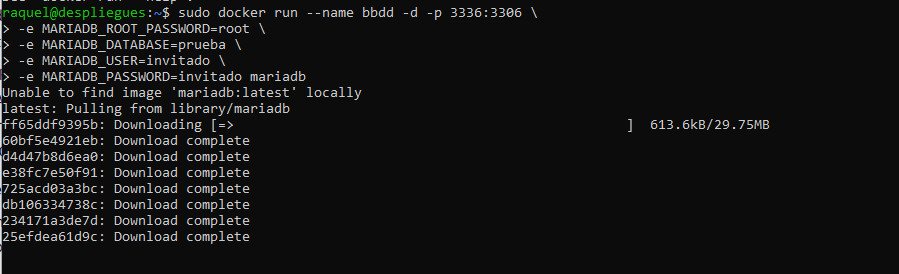 raquel@despliegues:~$ sudo docker run --name bbdd -d -p 3336:3306 \
> -e MARIADB_ROOT_PASSWORD=root \
> -e MARIADB_DATABASE=prueba \
> -e MARIADB_USER=invitado \
> -e MARIADB_PASSWORD=invitado mariadb
Unable to find image 'mariadb:latest' locally
latest: Pulling from library/mariadb
ff65ddf9395b: Downloading [=>                                                 ]  613.6kB/29.75MB
60bf5e4921eb: Download complete
d4d47b8d6ea0: Download complete
e38fc7e50f91: Download complete
725acd03a3bc: Download complete
db106334738c: Download complete
234171a3de7d: Download complete
25efdea61d9c: Download complete